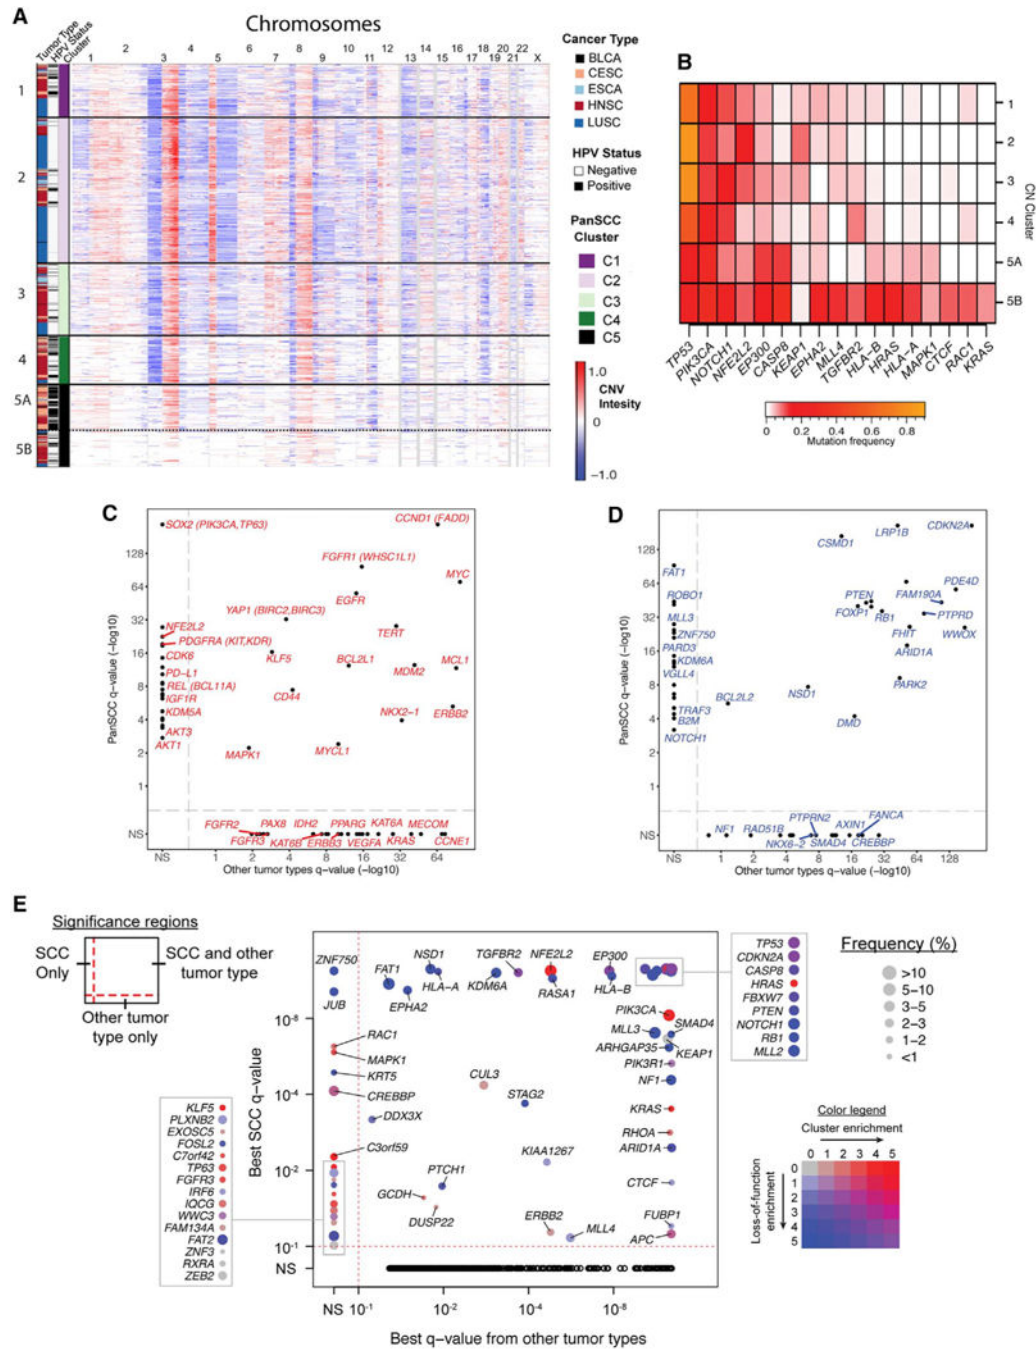 A
Chromosomes
Tumor Type
HPV Status
Cluster
1 2 3 4 5 6 7 8 9 10 11 12 13 14 15 16 17 18 19 20 21 22 X
1
2
3
4
5A
5B
Cancer Type
BLCA
CESC
ESCA
HNSC
LUSC
HPV Status
Negative
Positive
PanSCC
Cluster
C1
C2
C3
C4
C5
1.0
CNV
Intesity
-1.0
B
1
2
3
4
5A
5B
CN Cluster
TP53
PIK3CA
NOTCH1
NFE2L2
EP300
CASP8
KEAP1
EPHA2
MLL4
TGFBR2
HLA-B
HRAS
HLA-A
MAPK1
CTCF
RAC1
KRAS
0 0.2 0.4 0.6 0.8
Mutation frequency
C
PanSCC q-value (-log10)
128
64
32
16
8
4
2
1
NS
SOX2 (PIK3CA,TP63)
CCND1 (FADD)
FGFR1 (WHSC1L1)
MYC
EGFR
YAP1 (BIRC2,BIRC3)
TERT
NFE2L2
PDGFRA (KIT,KDR)
CDK6
KLF5
BCL2L1
MCL1
MDM2
PD-L1
REL (BCL11A)
IGF1R
CD44
KDM5A
NKX2-1
ERBB2
AKT3
AKT1
MAPK1
MYCL1
FGFR2
PAX8
IDH2
PPARG
KAT6A
MECOM
FGFR3
KAT6B
ERBB3
VEGFA
KRAS
CCNE1
NS 1 2 4 8 16 32 64
Other tumor types q-value (-log10)
D
PanSCC q-value (-log10)
128
64
32
16
8
4
2
1
NS
CSMD1
LRP1B
CDKN2A
FAT1
PDE4D
ROBO1
PTEN
FAM190A
MLL3
FOXP1
RB1
PTPRD
ZNF750
FHIT
WWOX
PARD3
ARID1A
KDM6A
VGLL4
PARK2
BCL2L2
NSD1
TRAF3
B2M
DMD
NOTCH1
PTPRN2
FANCA
NF1
RAD51B
AXIN1
NKX6-2
SMAD4
CREBBP
NS 1 2 4 8 16 32 64 128
Other tumor types q-value (-log10)
E
Significance regions
SCC
Only
SCC and other
tumor type
Other tumor
type only
KLF5
PLXNB2
EXOSC5
FOSL2
C7orf42
TP63
FGFR3
IRF6
IQCG
WWC3
FAM134A
FAT2
ZNF3
RXRA
ZEB2
Best SCC q-value
10-8
10-4
10-2
10-1
NS
ZNF750
JUB
FAT1
EPHA2
NSD1
HLA-A
TGFBR2
KDM6A
NFE2L2
RASA1
EP300
HLA-B
PIK3CA
MLL3
SMAD4
ARHGAP35
KEAP1
RAC1
MAPK1
KRT5
CREBBP
DDX3X
CUL3
STAG2
PIK3R1
NF1
KRAS
RHOA
ARID1A
C3orf59
KIAA1267
PTCH1
GCDH
DUSP22
CTCF
ERBB2
MLL4
FUBP1
APC
NS 10-1 10-2 10-4 10-8
Best q-value from other tumor types
TP53
CDKN2A
CASP8
HRAS
FBXW7
PTEN
NOTCH1
RB1
MLL2
Frequency (%)
>10
5-10
3-5
2-3
1-2
<1
Color legend
Cluster enrichment
0 1 2 3 4 5
Loss-of-function
enrichment
0
1
2
3
4
5